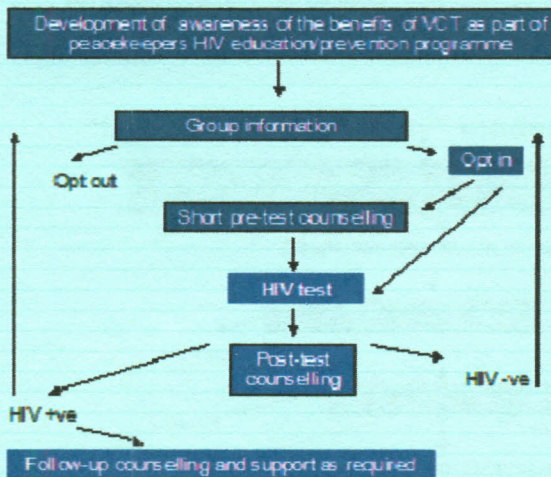 Development of awareness of the benefits of VCT as part of
peacekeepers HIV education/prevention programme
Group information
Opt out
Opt in
Short pre-test counselling
HIV test
Post-test
counselling
HIV -ve
HIV +ve
Follow-up counselling and support as required